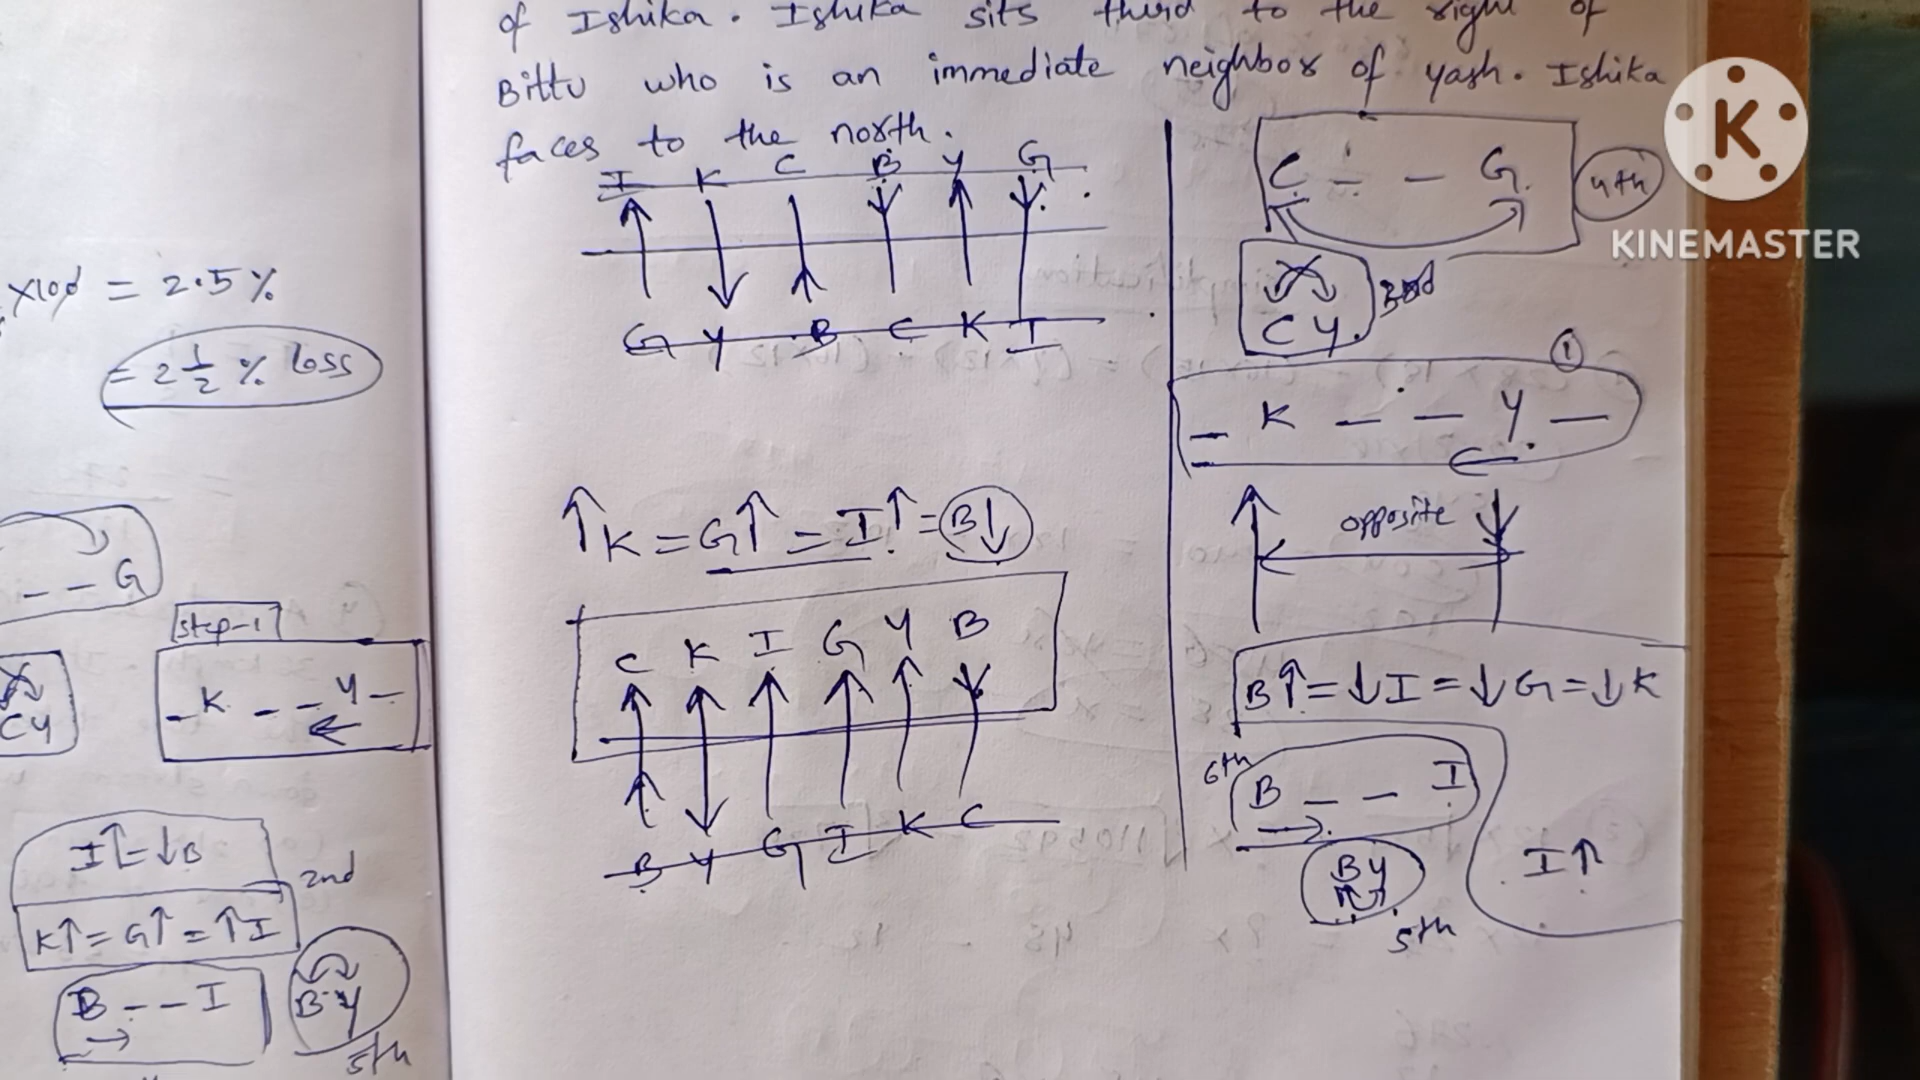 of Ishika. Ishika sits third to the right of
Bittu who is an immediate neighbor of Yash. Ishika
faces to the north.
I K C B Y G
G Y B C K I
↑K = G↑ = I↑ = B↓
C K I G Y B
B Y G I K C
C - - G 4th
C Y
1
_ K _ _ Y _
opposite
B↑ = ↓I = ↓G = ↓K
6th
B _ _ I
B Y
5th
I↑
x100 = 2.5%
= 2 1/2 % loss
_ _ G
Step-1
C Y
_ K _ _ Y _
I↑ = ↓B
2nd
K↑ = G↑ = ↑I
B - - I
B Y
5th
K
KINEMASTER